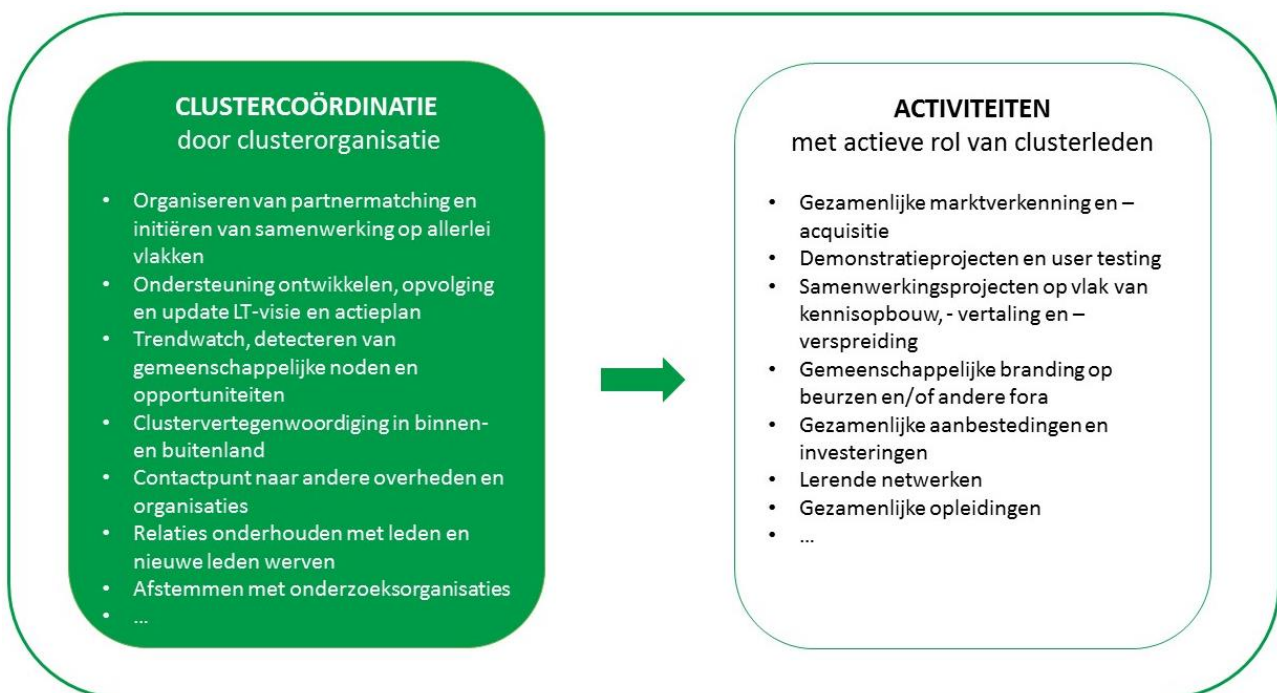 CLUSTERCOÖRDINATIE
door clusterorganisatie
• Organiseren van partnermatching en
initiëren van samenwerking op allerlei
vlakken
• Ondersteuning ontwikkelen, opvolging
en update LT-visie en actieplan
• Trendwatch, detecteren van
gemeenschappelijke noden en
opportuniteiten
• Clustervertegenwoordiging in binnen-
en buitenland
• Contactpunt naar andere overheden en
organisaties
• Relaties onderhouden met leden en
nieuwe leden werven
• Afstemmen met onderzoeksorganisaties
• ...
ACTIVITEITEN
met actieve rol van clusterleden
• Gezamenlijke marktverkenning en –
acquisitie
• Demonstratieprojecten en user testing
• Samenwerkingsprojecten op vlak van
kennisopbouw, - vertaling en –
verspreiding
• Gemeenschappelijke branding op
beurzen en/of andere fora
• Gezamenlijke aanbestedingen en
investeringen
• Lerende netwerken
• Gezamenlijke opleidingen
• ...